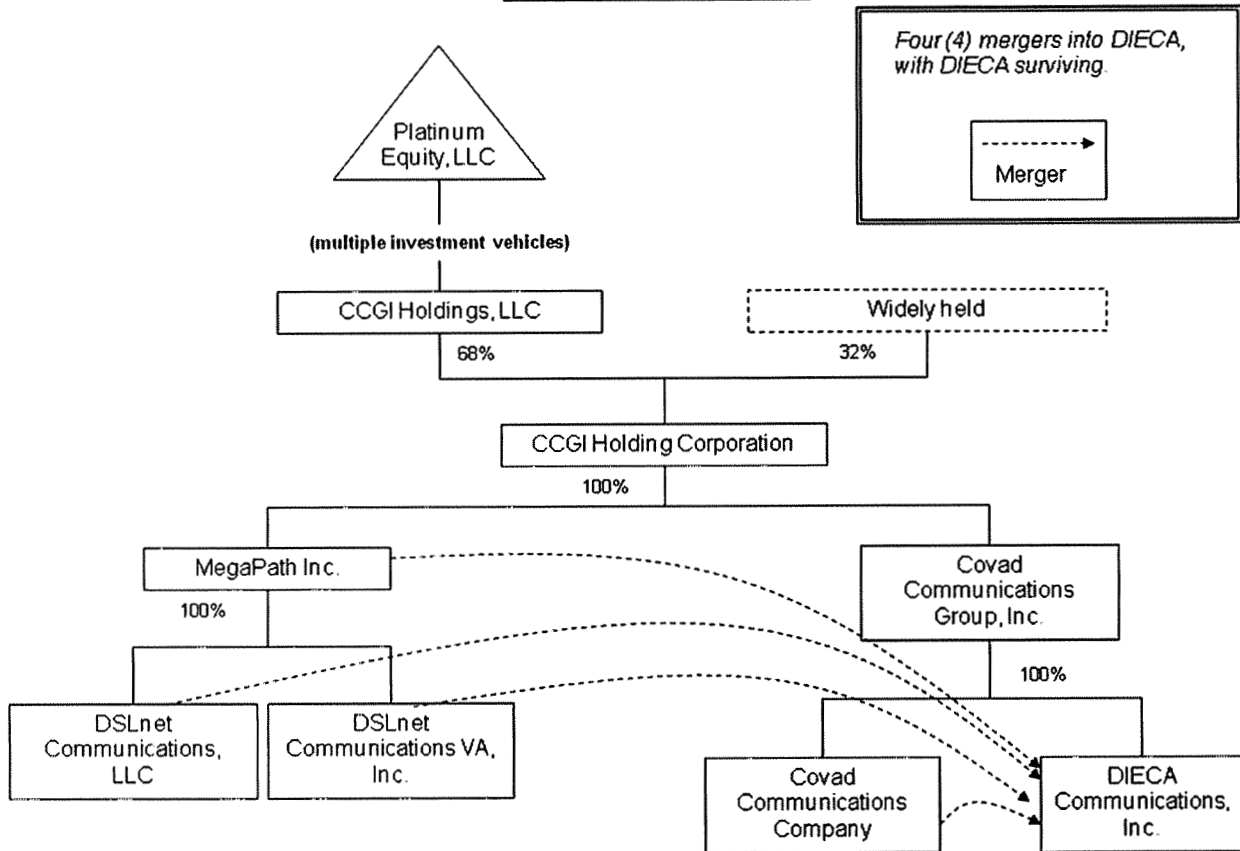 Four (4) mergers into DIECA,
with DIECA surviving.
Merger
Platinum
Equity, LLC
(multiple investment vehicles)
CCGI Holdings, LLC
Widely held
68%
32%
CCGI Holding Corporation
100%
MegaPath Inc.
Covad
Communications
Group, Inc.
100%
100%
DSLnet
Communications,
LLC
DSLnet
Communications VA,
Inc.
Covad
Communications
Company
DIECA
Communications,
Inc.